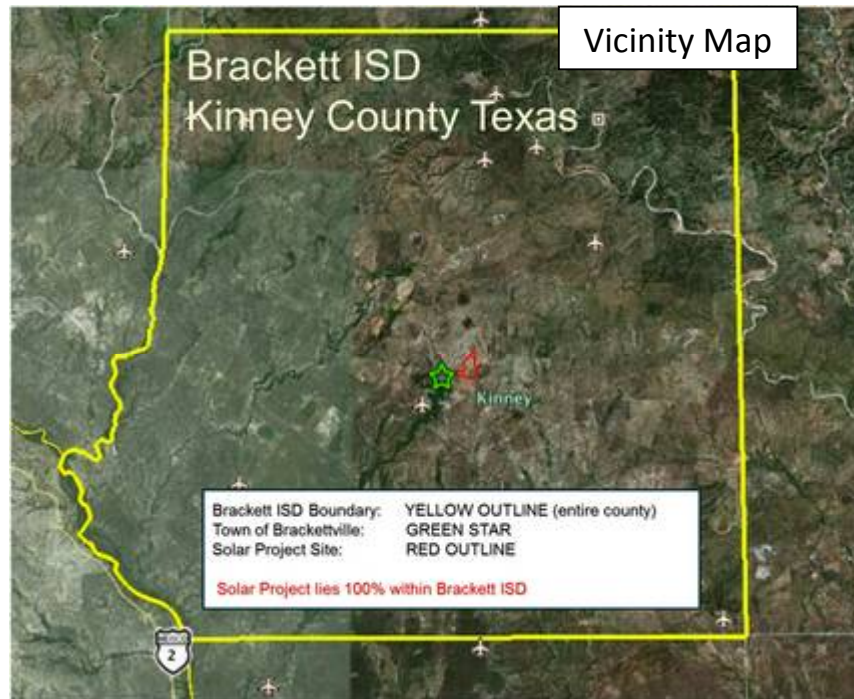 Vicinity Map
Brackett ISD
Kinney County Texas
Kinney
Brackett ISD Boundary: YELLOW OUTLINE (entire county)
Town of Brackettville: GREEN STAR
Solar Project Site: RED OUTLINE
Solar Project lies 100% within Brackett ISD
MEXICO
2